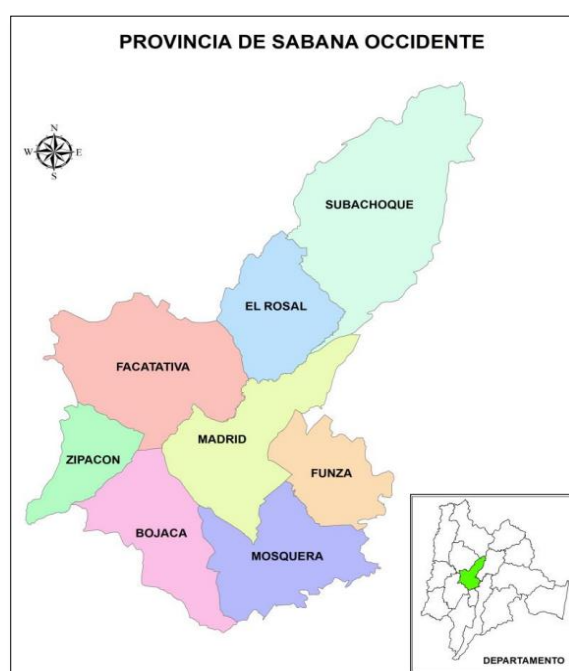 PROVINCIA DE SABANA OCCIDENTE
N
W E
S
SUBACHOQUE
EL ROSAL
FACATATIVA
MADRID
ZIPACON
FUNZA
BOJACA
MOSQUERA
DEPARTAMENTO